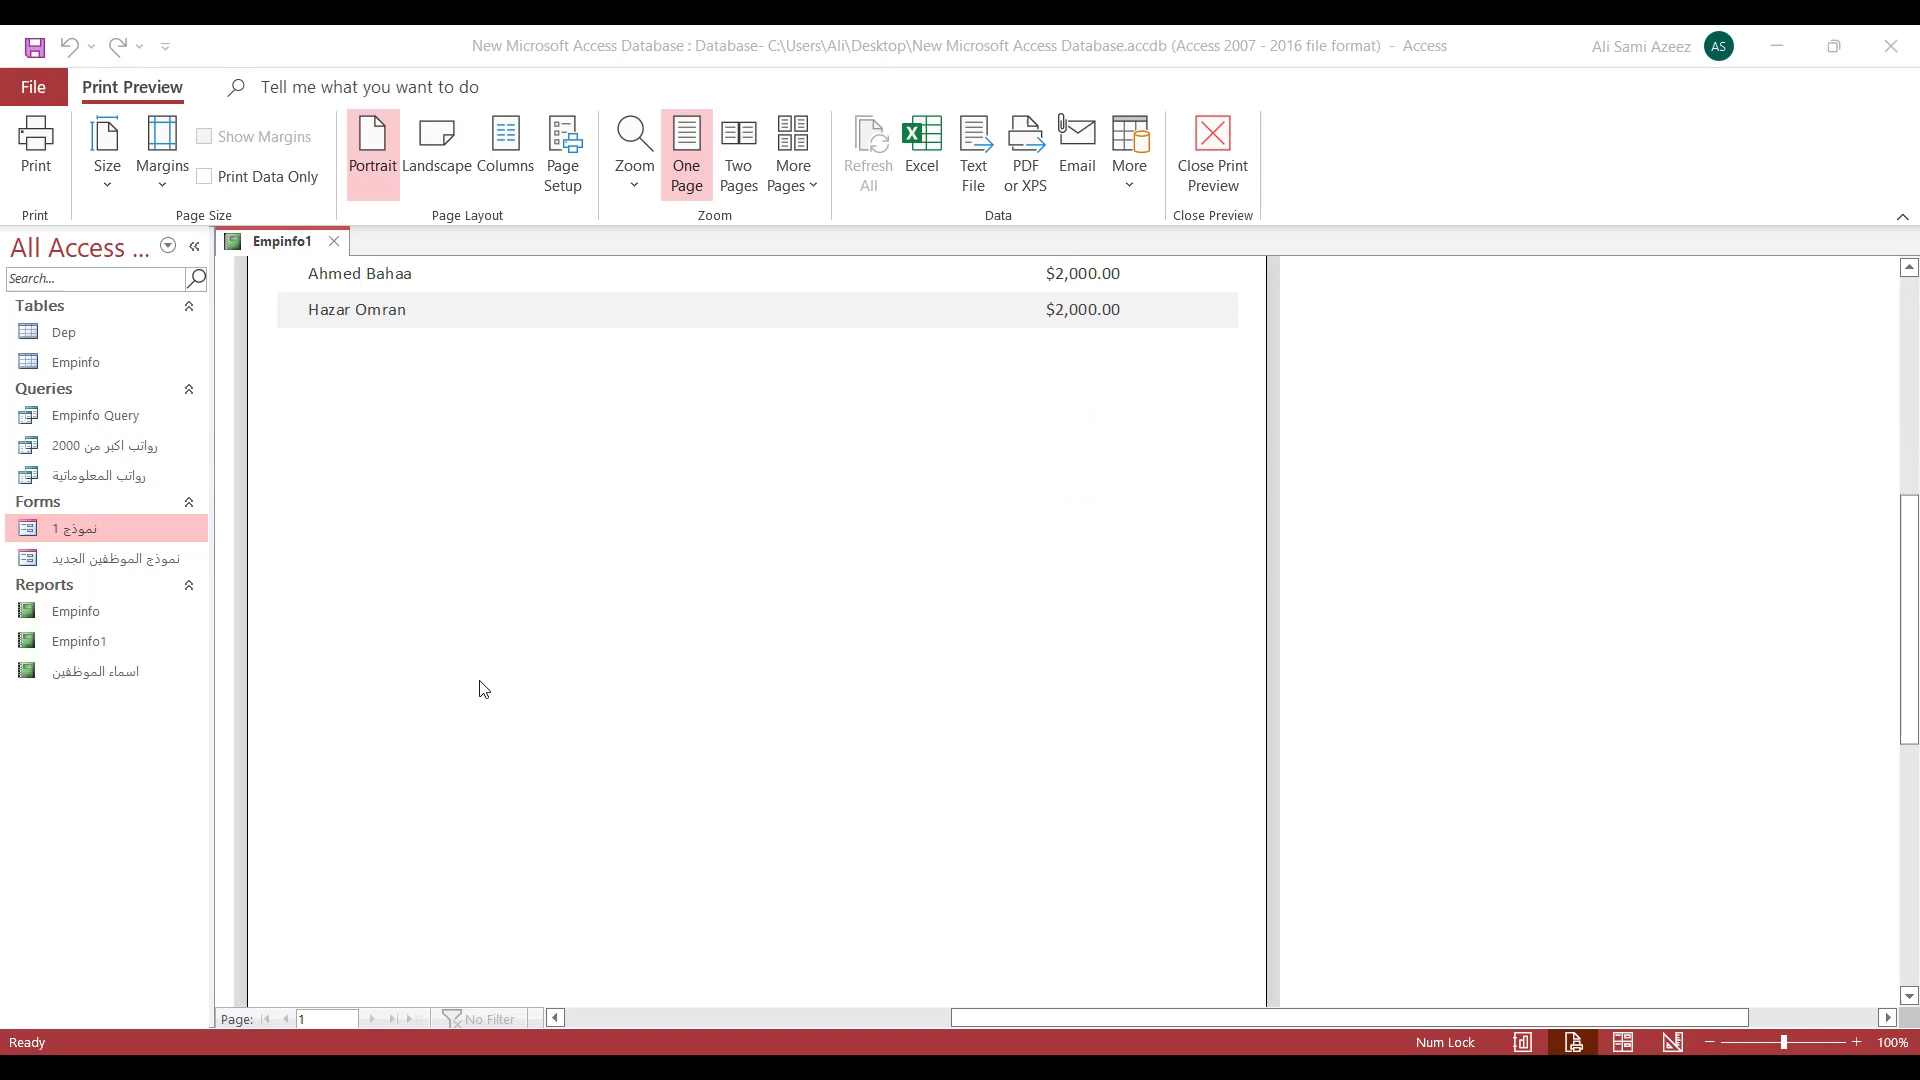 New Microsoft Access Database : Database- C:\Users\Ali\Desktop\New Microsoft Access Database.accdb (Access 2007 - 2016 file format) - Access
Ali Sami Azeez
AS
File
Print Preview
Tell me what you want to do
Print
Size
Margins
Show Margins
Print Data Only
Portrait
Landscape
Columns
Page Setup
Zoom
One Page
Two Pages
More Pages
Refresh All
Excel
Text File
PDF or XPS
Email
More
Close Print Preview
Print
Page Size
Page Layout
Zoom
Data
Close Preview
All Access ...
Search...
Tables
Dep
Empinfo
Queries
Empinfo Query
رواتب اكبر من 2000
رواتب المعلوماتية
Forms
نموذج 1
نموذج الموظفين الجديد
Reports
Empinfo
Empinfo1
اسماء الموظفين
Empinfo1
Ahmed Bahaa $2,000.00
Hazar Omran $2,000.00
Page: 1 No Filter
Ready
Num Lock
100%